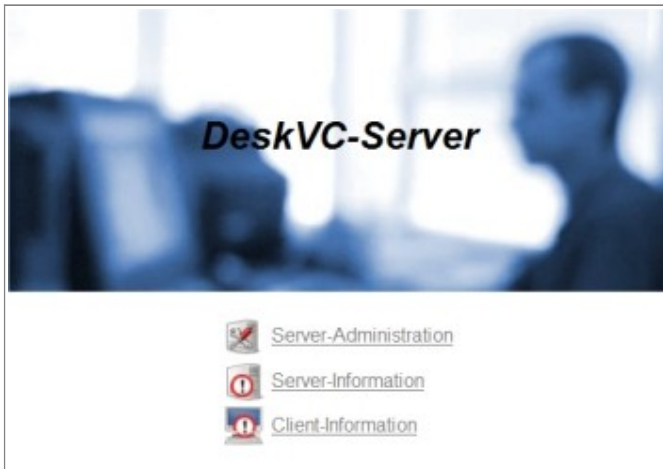 DeskVC-Server
Server-Administration
Server-Information
Client-Information